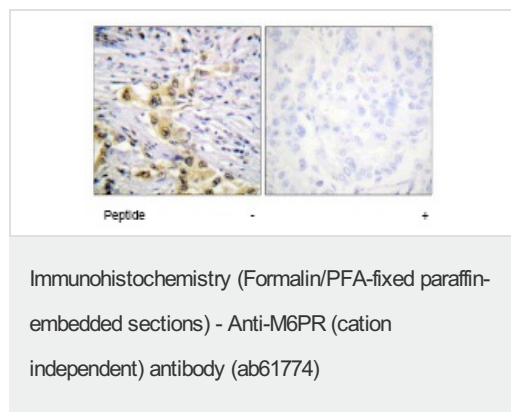 Peptide - +
Immunohistochemistry (Formalin/PFA-fixed paraffin-
embedded sections) - Anti-M6PR (cation
independent) antibody (ab61774)